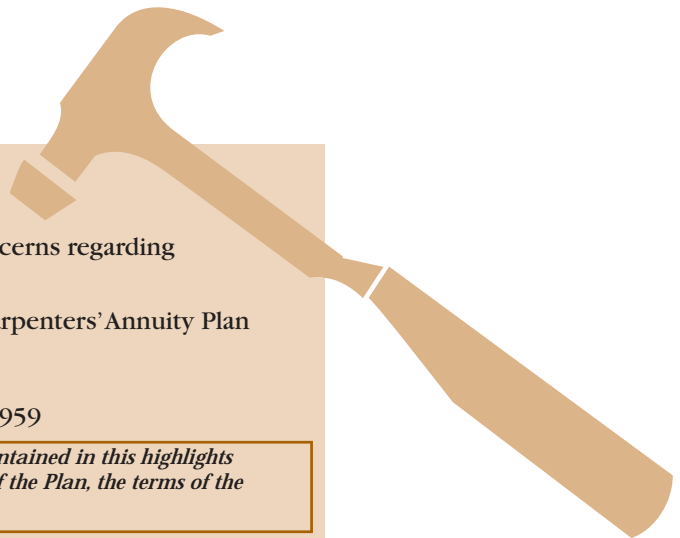 cerns regarding
arpenters' Annuity Plan
959
ntained in this highlights
f the Plan, the terms of the